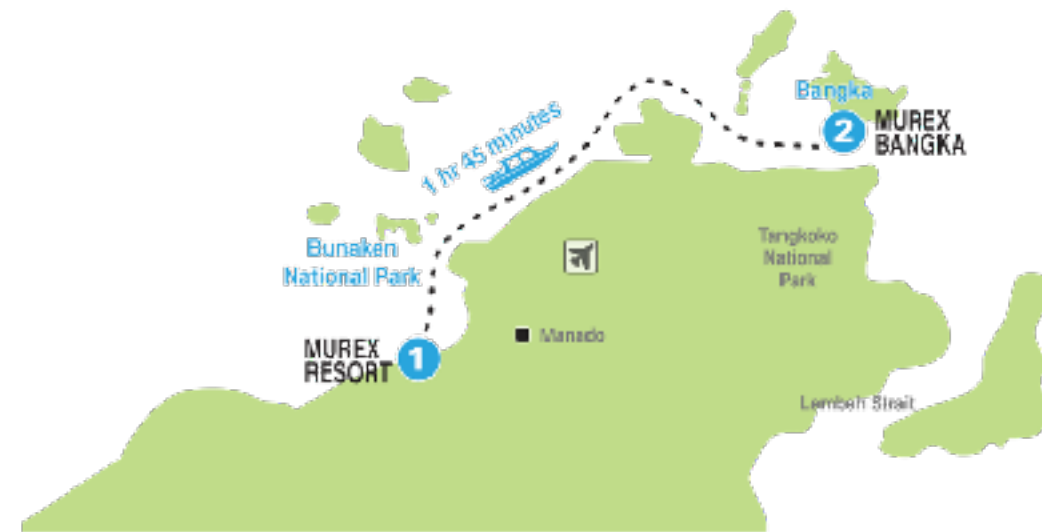 Bangka
2
MUREX
BANGKA
1 hr 45 minutes
Tangkoko
National
Park
Bunaken
National Park
Manado
MUREX
RESORT
1
Lembeh Strait